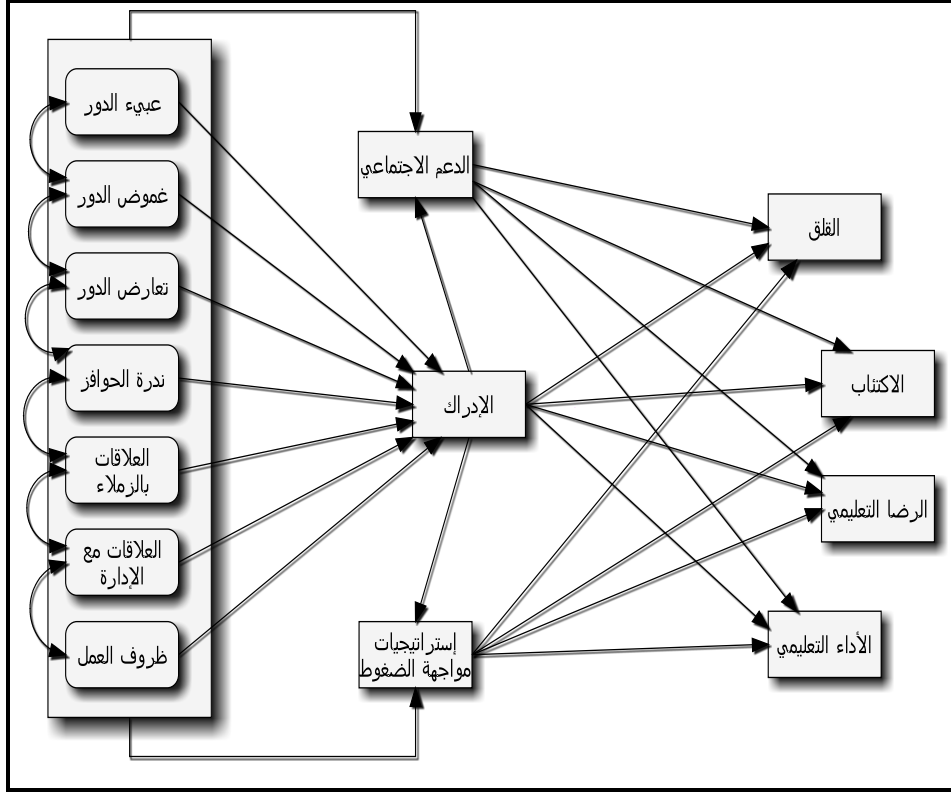 عبيء الدور
غموض الدور
تعارض الدور
ندرة الحوافز
العلاقات
بالزملاء
العلاقات مع
الإدارة
ظروف العمل
الدعم الاجتماعي
الإدراك
إستراتيجيات
مواجهة الضغوط
القلق
الاكتئاب
الرضا التعليمي
الأداء التعليمي